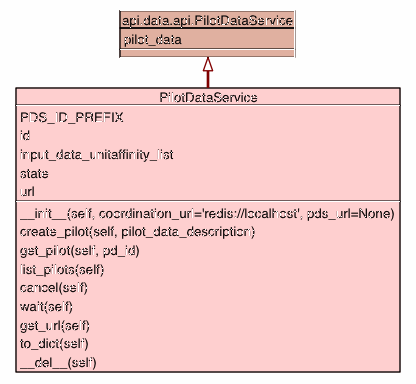 api.data.api.PilotDataService
pilot_data
PilotDataService
PDS_ID_PREFIX
id
input_data_unitaffinity_list
state
url
__init__(self, coordination_url='redis://localhost', pds_url=None)
create_pilot(self, pilot_data_description)
get_pilot(self, pd_id)
list_pilots(self)
cancel(self)
wait(self)
get_url(self)
to_dict(self)
__del__(self)